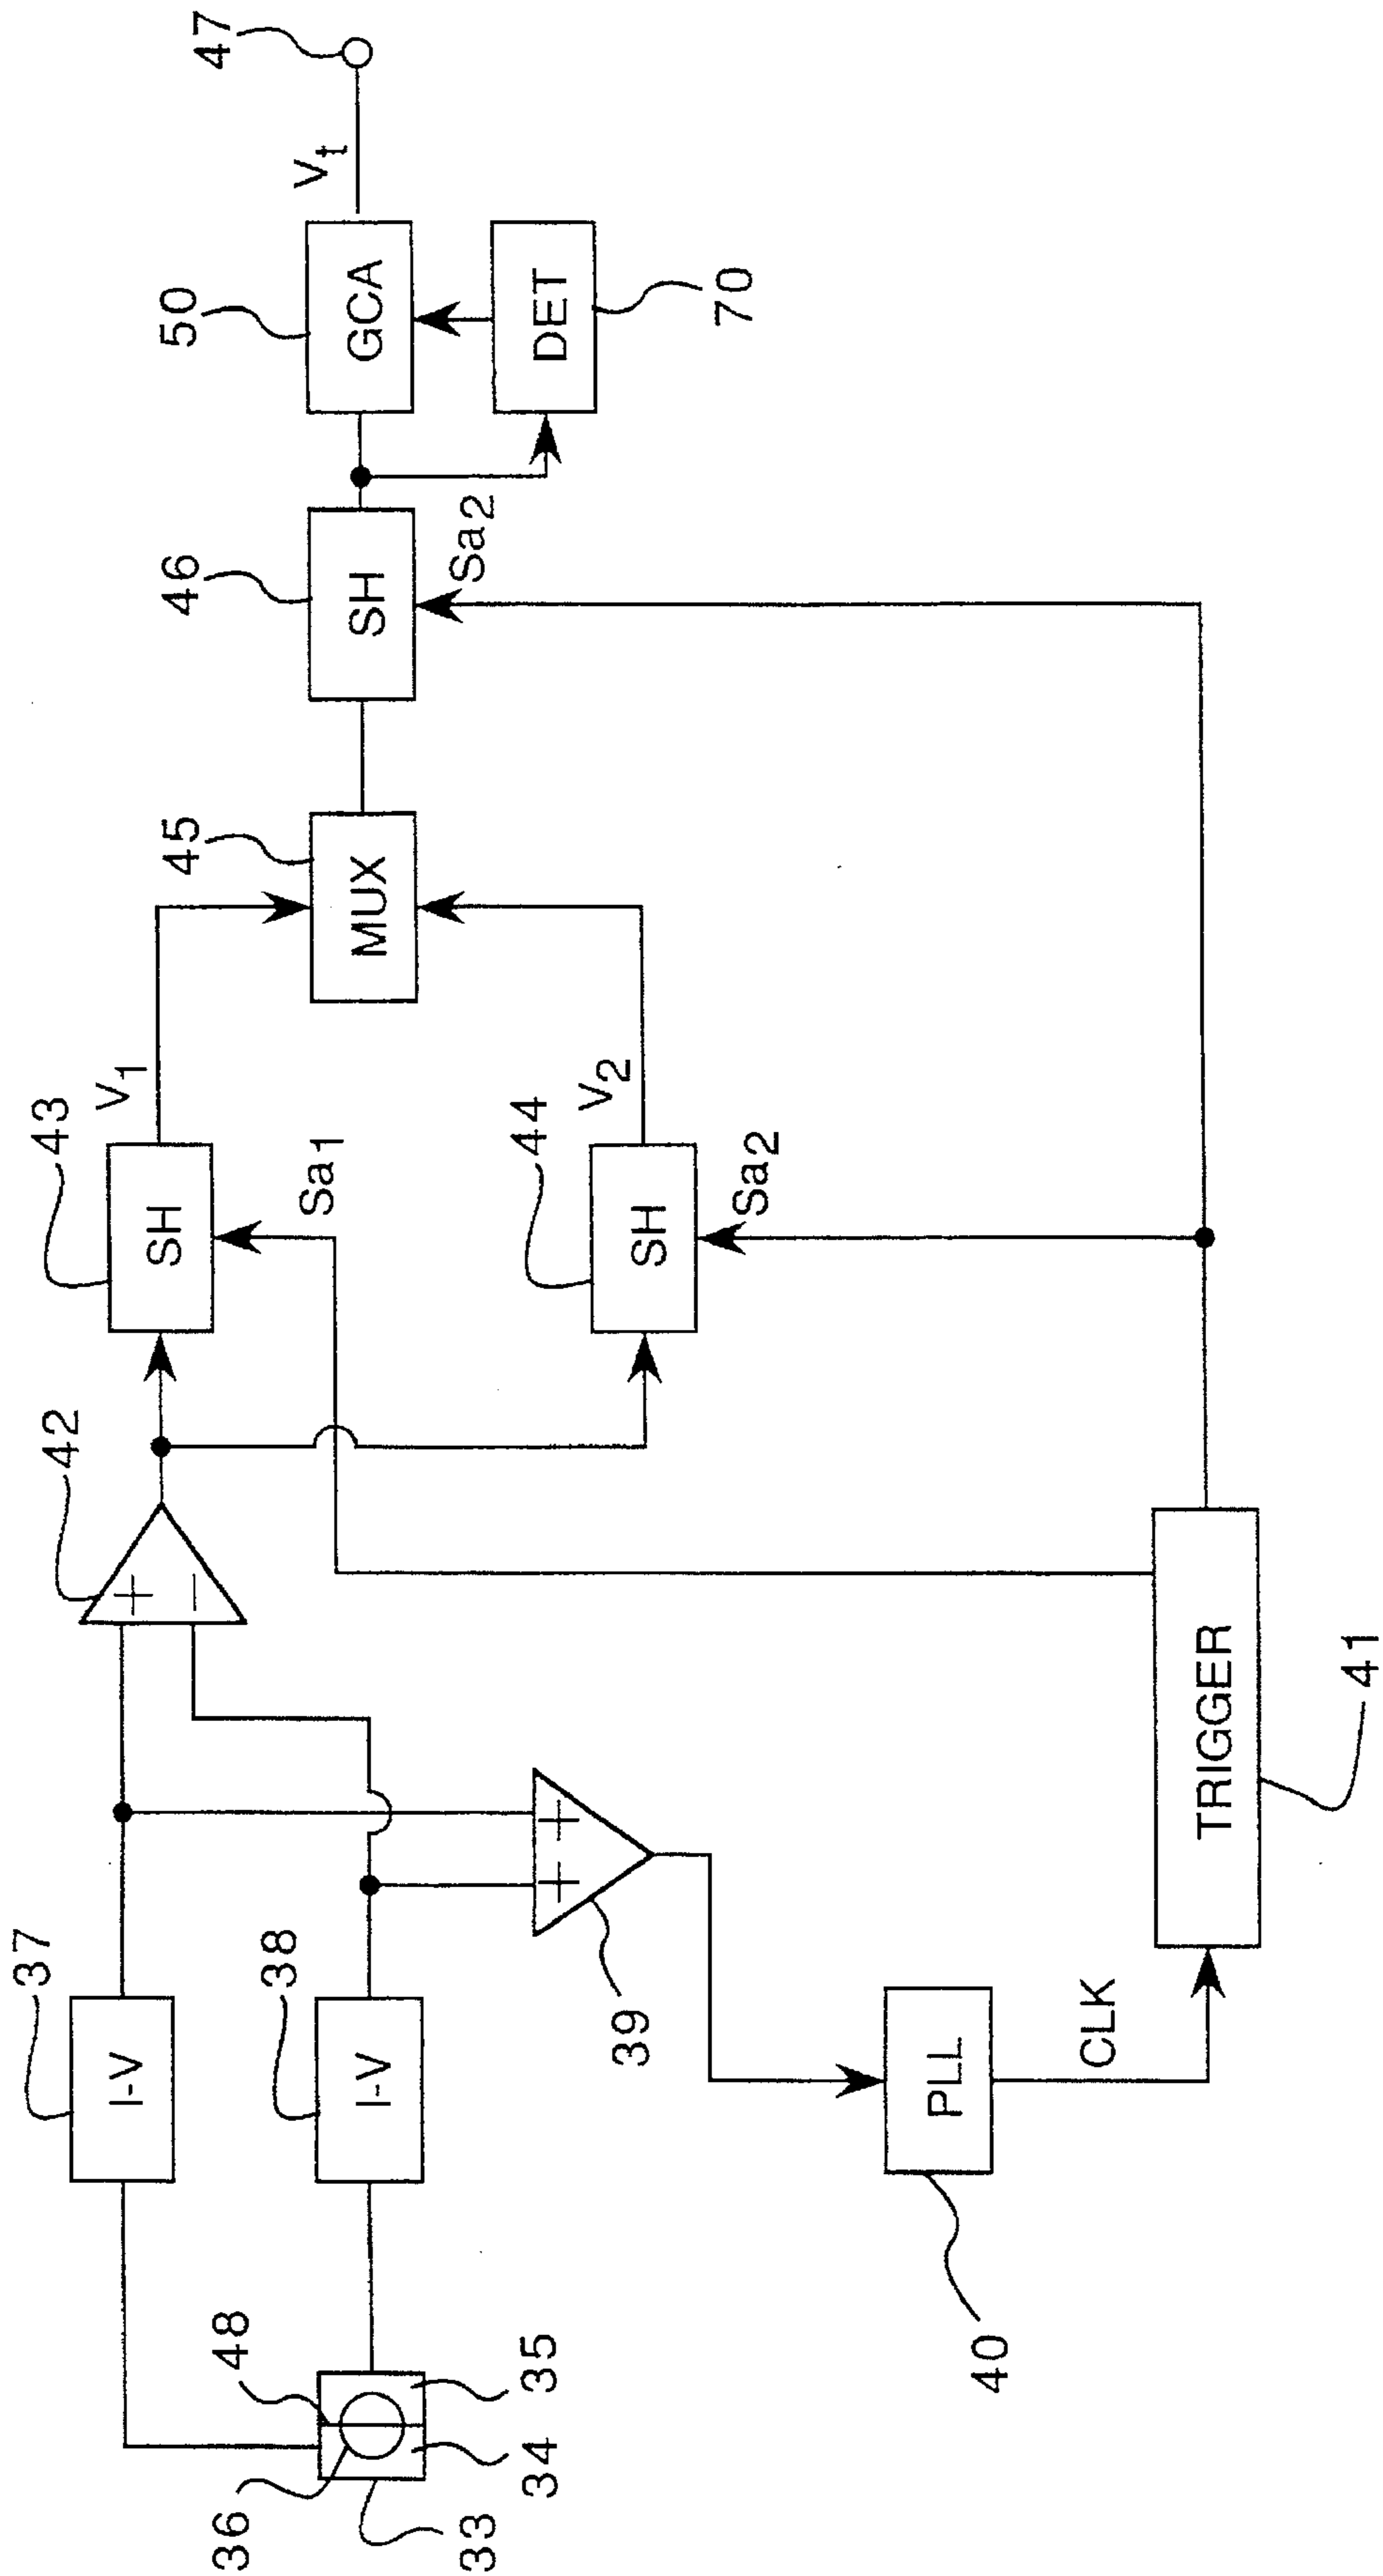 37
I-V
38
I-V
48
36
33
34
35
39
+
+
42
+
−
40
PLL
CLK
TRIGGER
41
43
SH
V1
Sa1
44
SH
V2
Sa2
45
MUX
46
SH
Sa2
50
GCA
DET
70
Vt
47